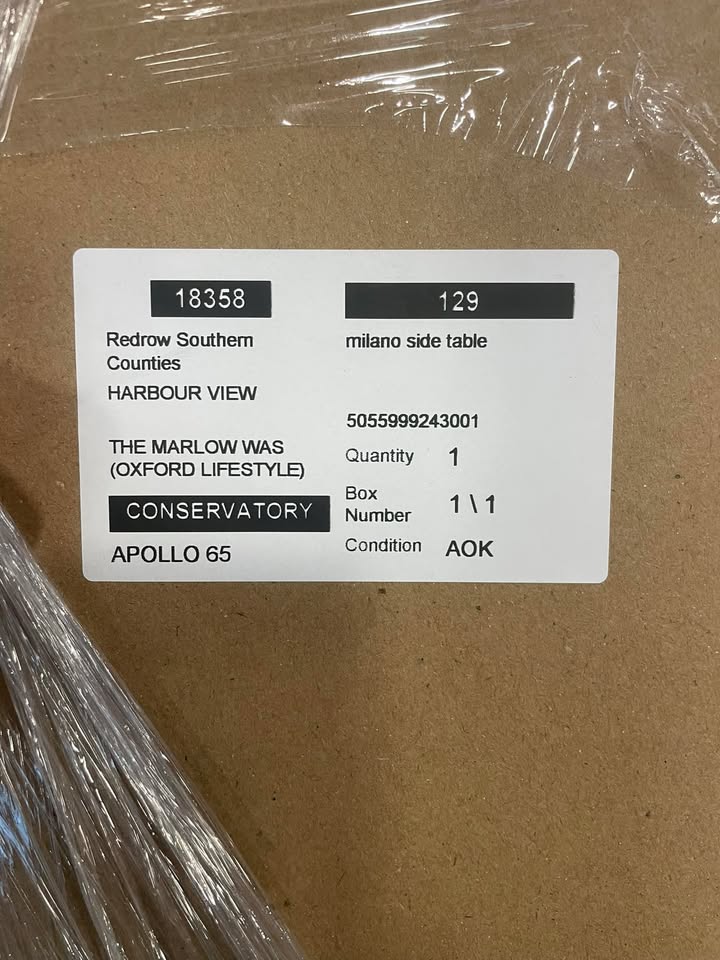 18358
Redrow Southern
Counties
HARBOUR VIEW
THE MARLOW WAS
(OXFORD LIFESTYLE)
CONSERVATORY
APOLLO 65
129
milano side table
5055999243001
Quantity 1
Box
Number 1 \ 1
Condition AOK